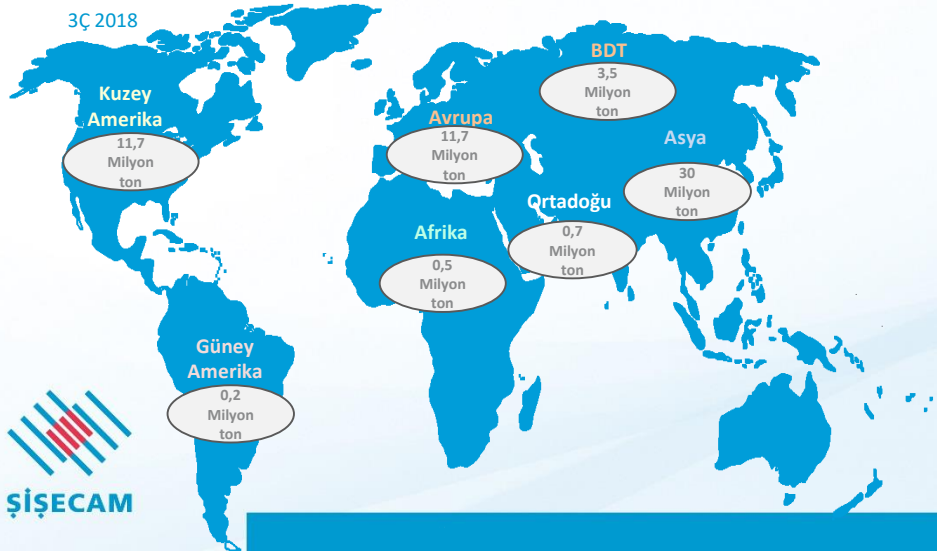 3Ç 2018
Kuzey
Amerika
11,7
Milyon
ton
Avrupa
11,7
Milyon
ton
BDT
3,5
Milyon
ton
Asya
30
Milyon
ton
Ortadoğu
0,7
Milyon
ton
Afrika
0,5
Milyon
ton
Güney
Amerika
0,2
Milyon
ton
ŞİŞECAM